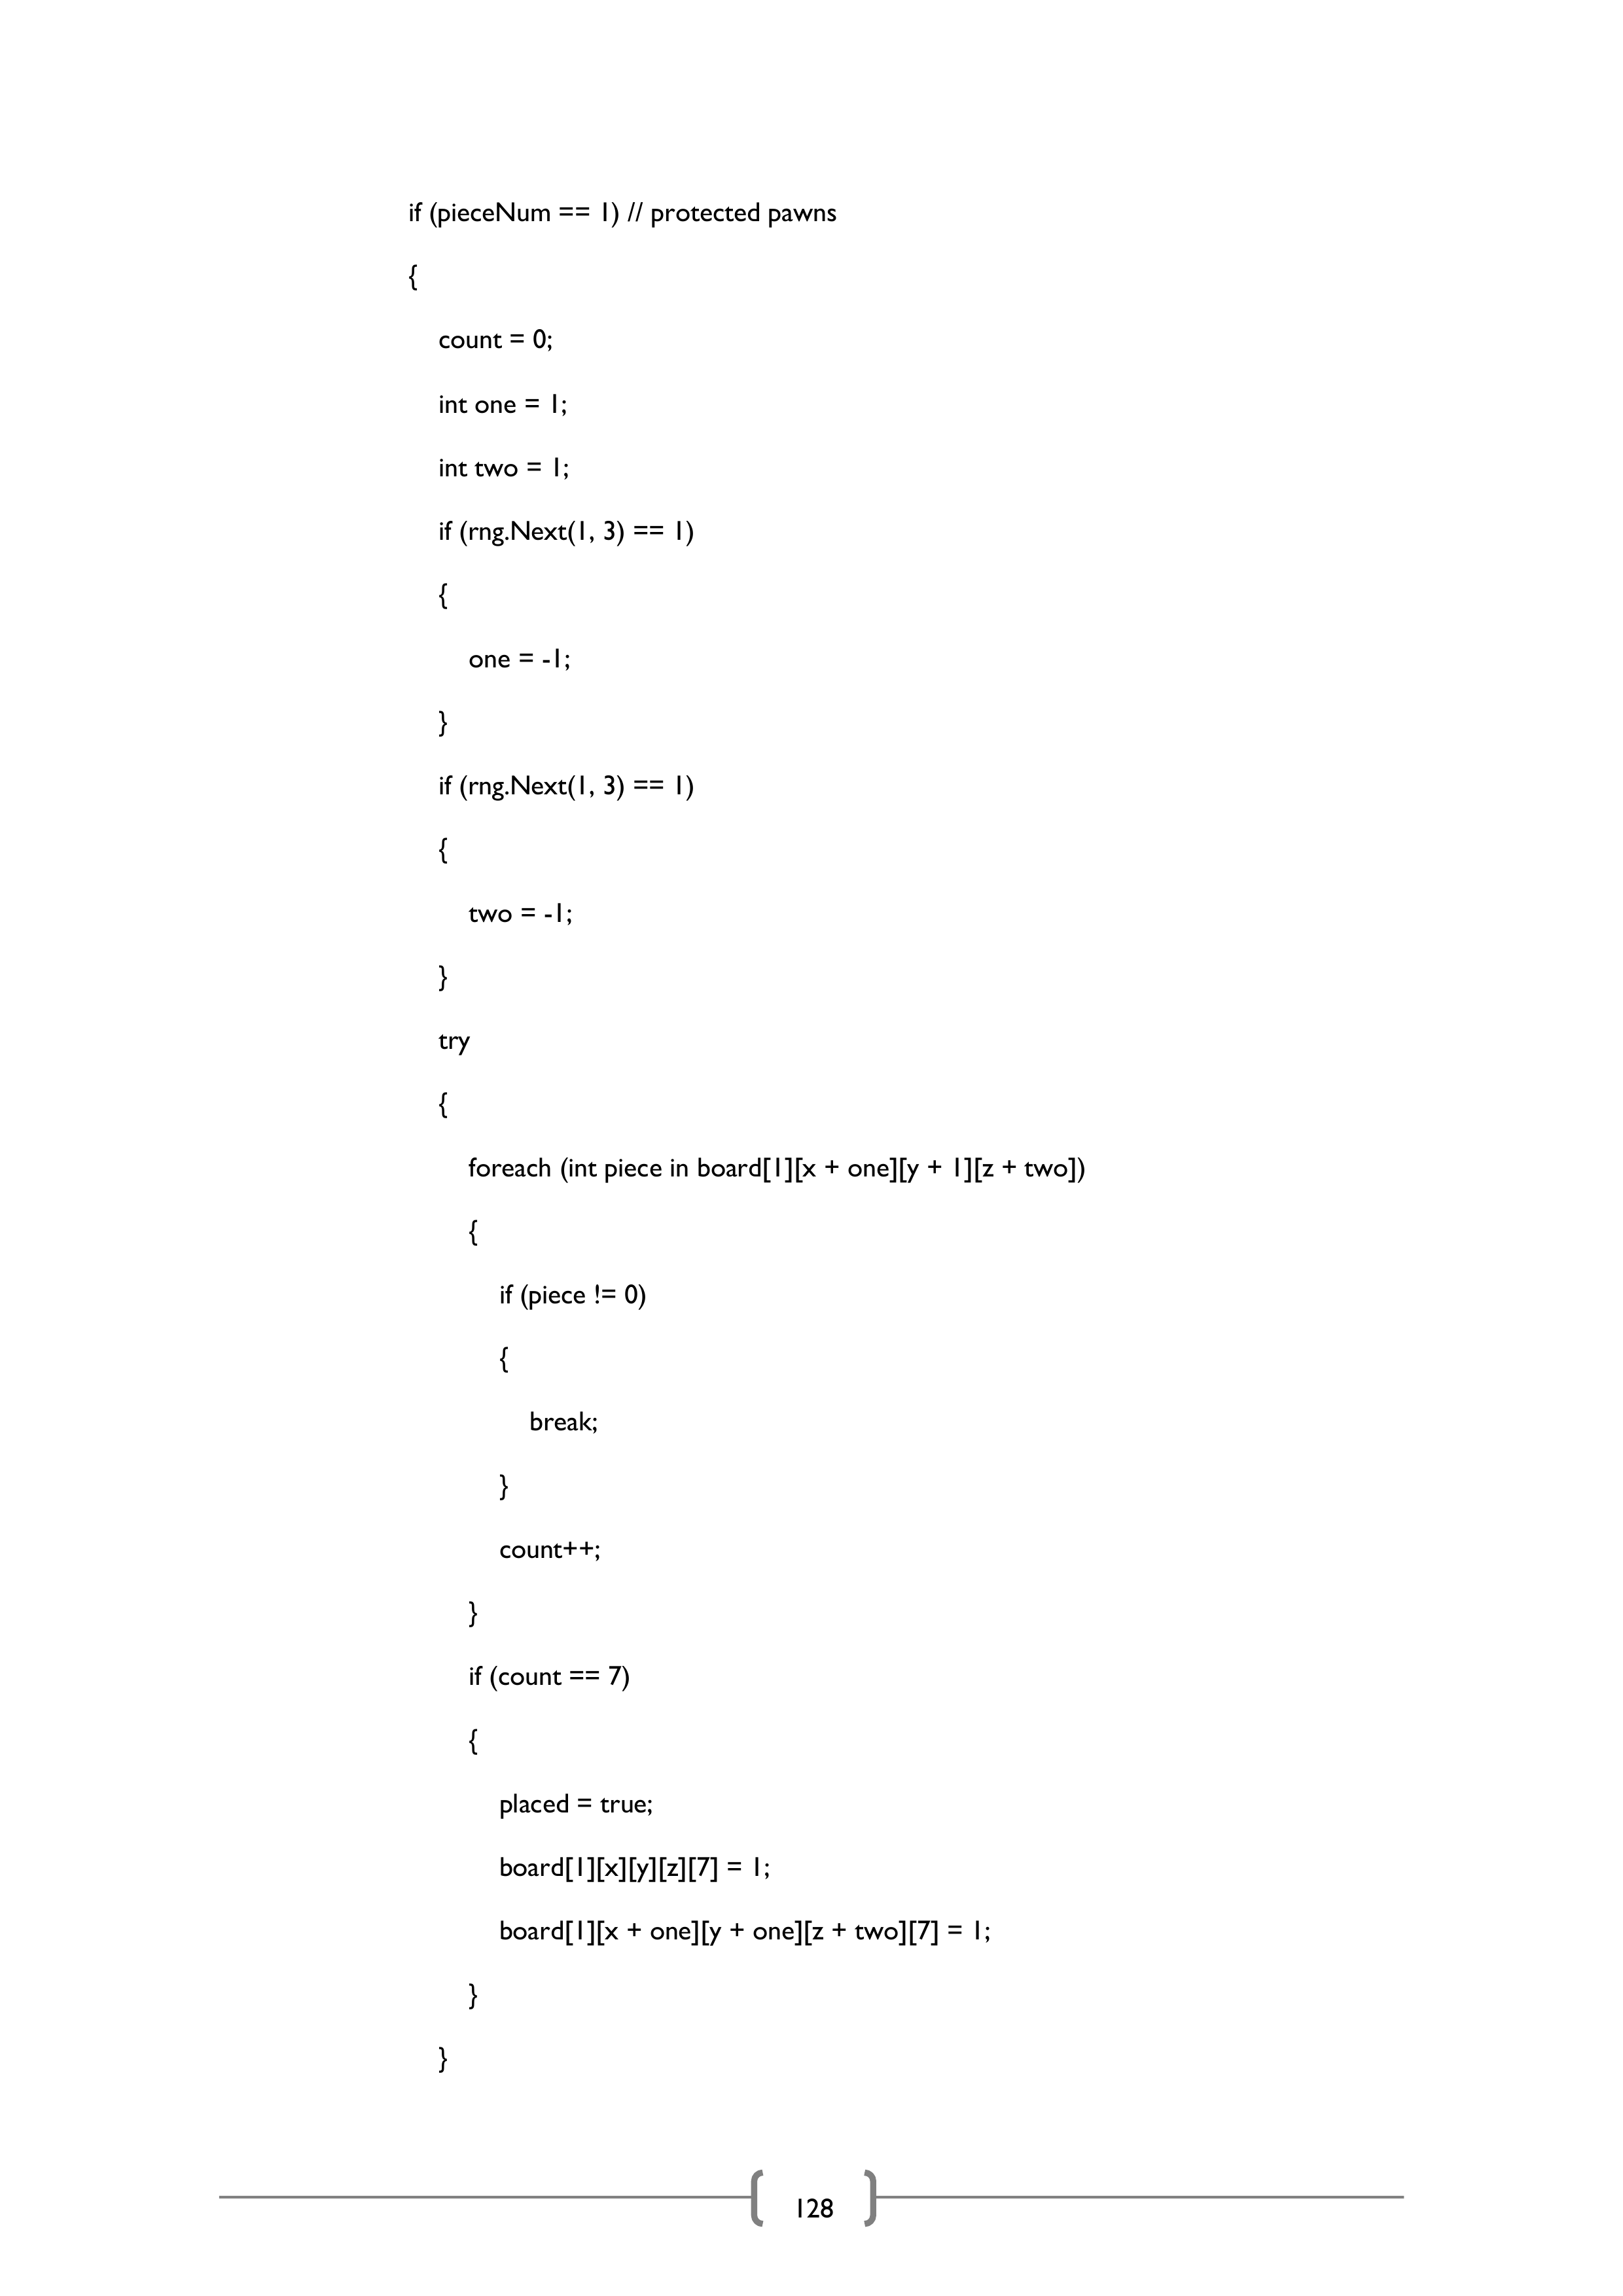 if (pieceNum == 1) // protected pawns
{
count = 0;
int one = 1;
int two = 1;
if (rng.Next(1, 3) == 1)
{
one = -1;
}
if (rng.Next(1, 3) == 1)
{
two = -1;
}
try
{
foreach (int piece in board[1][x + one][y + 1][z + two])
{
if (piece != 0)
{
break;
}
count++;
}
if (count == 7)
{
placed = true;
board[1][x][y][z][7] = 1;
board[1][x + one][y + one][z + two][7] = 1;
}
}
128